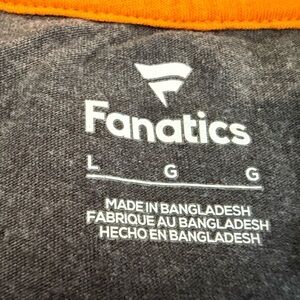 Fanatics
L G G
MADE IN BANGLADESH
FABRIQUE AU BANGLADESH
HECHO EN BANGLADESH